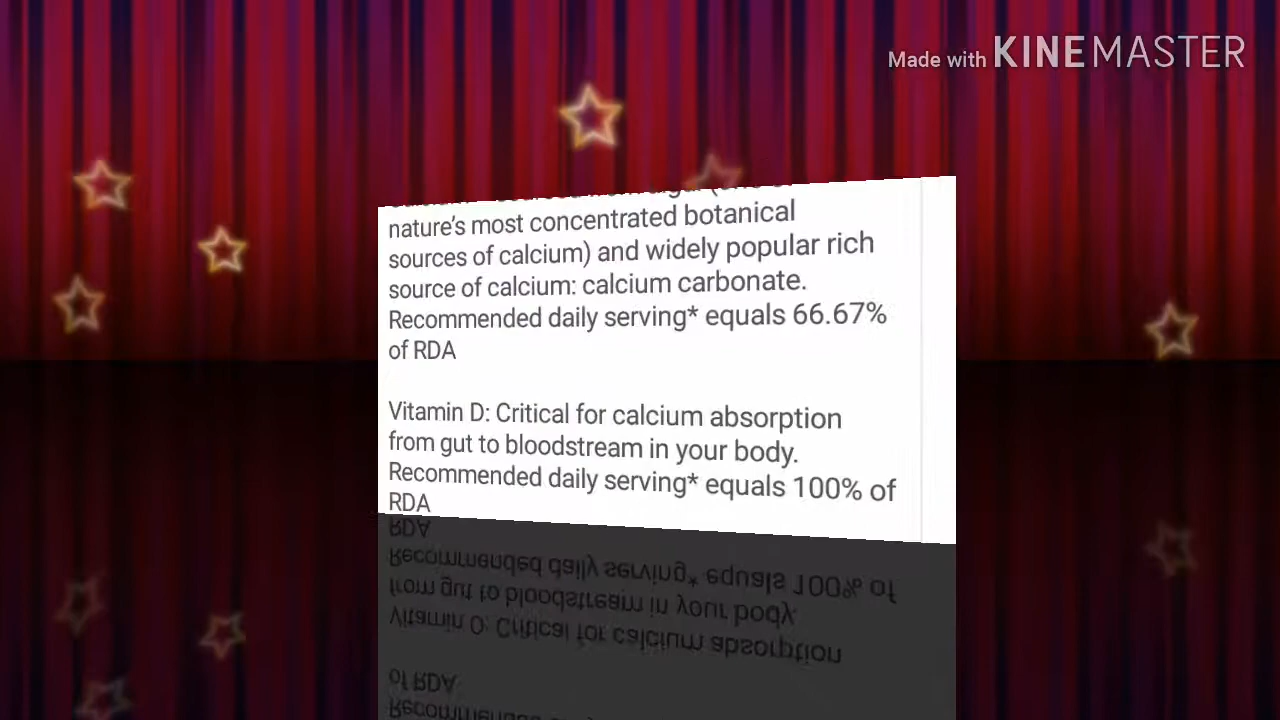 Made with KINEMASTER
nature's most concentrated botanical
sources of calcium) and widely popular rich
source of calcium: calcium carbonate.
Recommended daily serving* equals 66.67%
of RDA
Vitamin D: Critical for calcium absorption
from gut to bloodstream in your body.
Recommended daily serving* equals 100% of
RDA